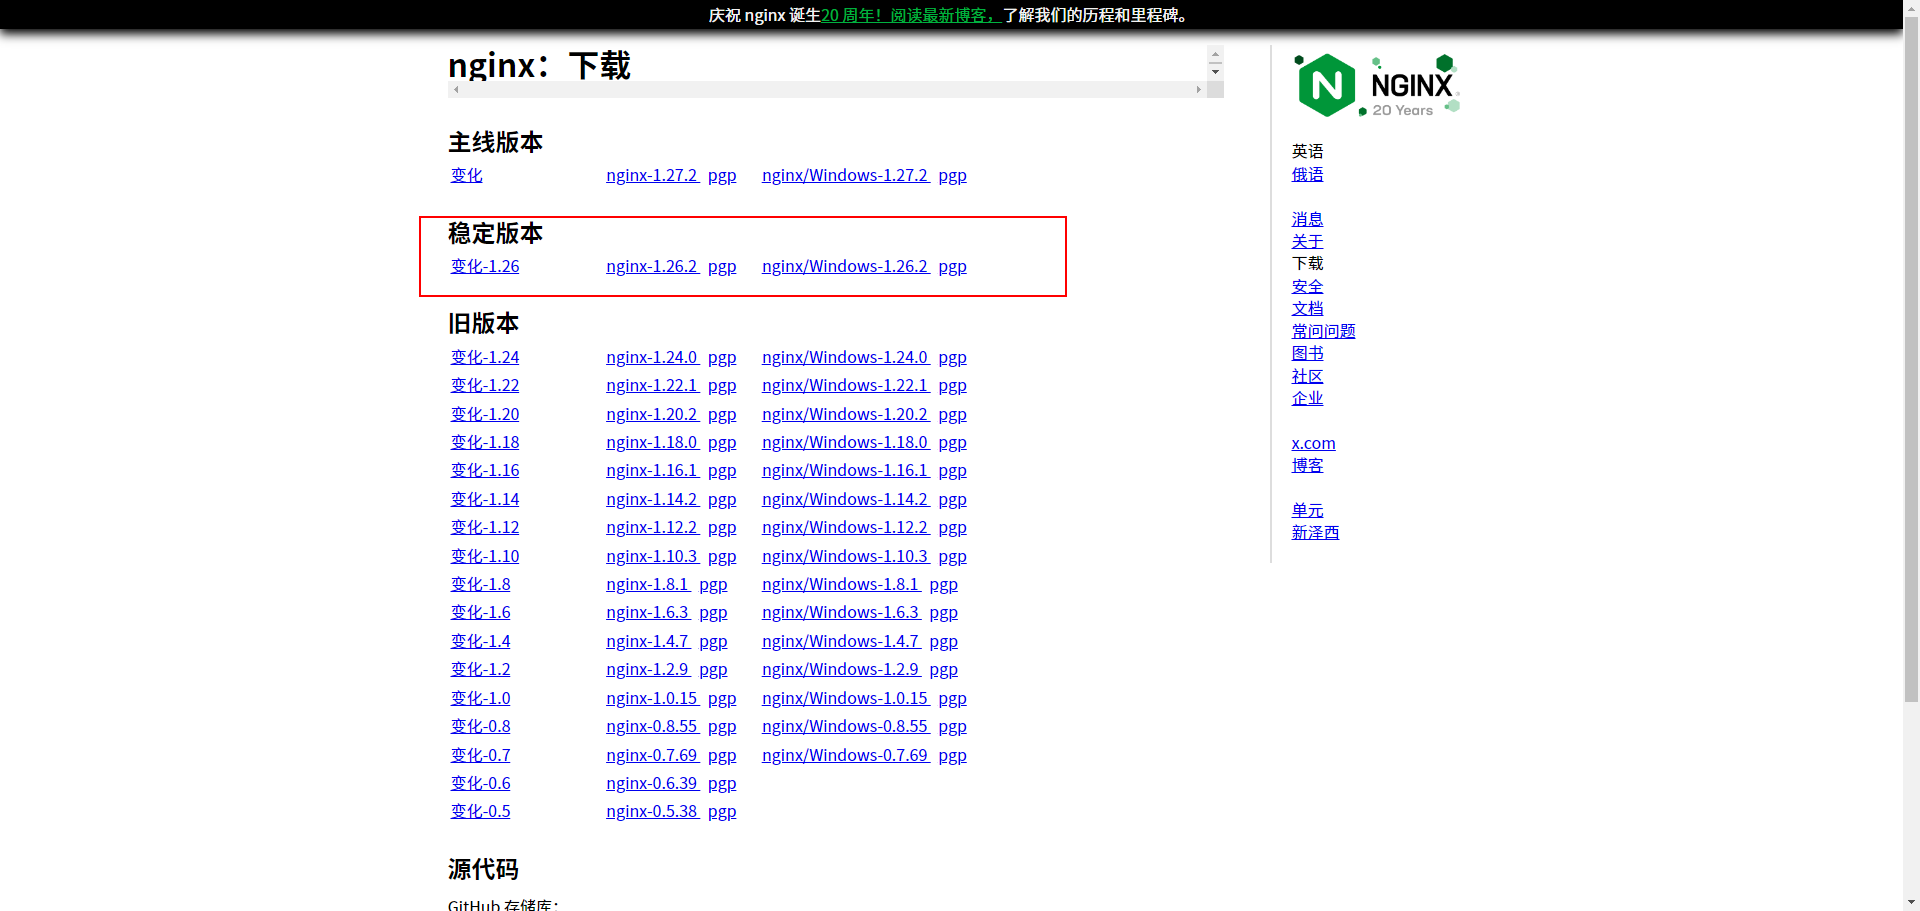 庆祝 nginx 诞生20 周年！阅读最新博客，了解我们的历程和里程碑。
nginx：下载
主线版本
变化 nginx-1.27.2 pgp nginx/Windows-1.27.2 pgp
稳定版本
变化-1.26 nginx-1.26.2 pgp nginx/Windows-1.26.2 pgp
旧版本
变化-1.24 nginx-1.24.0 pgp nginx/Windows-1.24.0 pgp
变化-1.22 nginx-1.22.1 pgp nginx/Windows-1.22.1 pgp
变化-1.20 nginx-1.20.2 pgp nginx/Windows-1.20.2 pgp
变化-1.18 nginx-1.18.0 pgp nginx/Windows-1.18.0 pgp
变化-1.16 nginx-1.16.1 pgp nginx/Windows-1.16.1 pgp
变化-1.14 nginx-1.14.2 pgp nginx/Windows-1.14.2 pgp
变化-1.12 nginx-1.12.2 pgp nginx/Windows-1.12.2 pgp
变化-1.10 nginx-1.10.3 pgp nginx/Windows-1.10.3 pgp
变化-1.8 nginx-1.8.1 pgp nginx/Windows-1.8.1 pgp
变化-1.6 nginx-1.6.3 pgp nginx/Windows-1.6.3 pgp
变化-1.4 nginx-1.4.7 pgp nginx/Windows-1.4.7 pgp
变化-1.2 nginx-1.2.9 pgp nginx/Windows-1.2.9 pgp
变化-1.0 nginx-1.0.15 pgp nginx/Windows-1.0.15 pgp
变化-0.8 nginx-0.8.55 pgp nginx/Windows-0.8.55 pgp
变化-0.7 nginx-0.7.69 pgp nginx/Windows-0.7.69 pgp
变化-0.6 nginx-0.6.39 pgp
变化-0.5 nginx-0.5.38 pgp
源代码
GitHub 存储库：
N NGINX
20 Years
英语
俄语
消息
关于
下载
安全
文档
常问问题
图书
社区
企业
x.com
博客
单元
新泽西